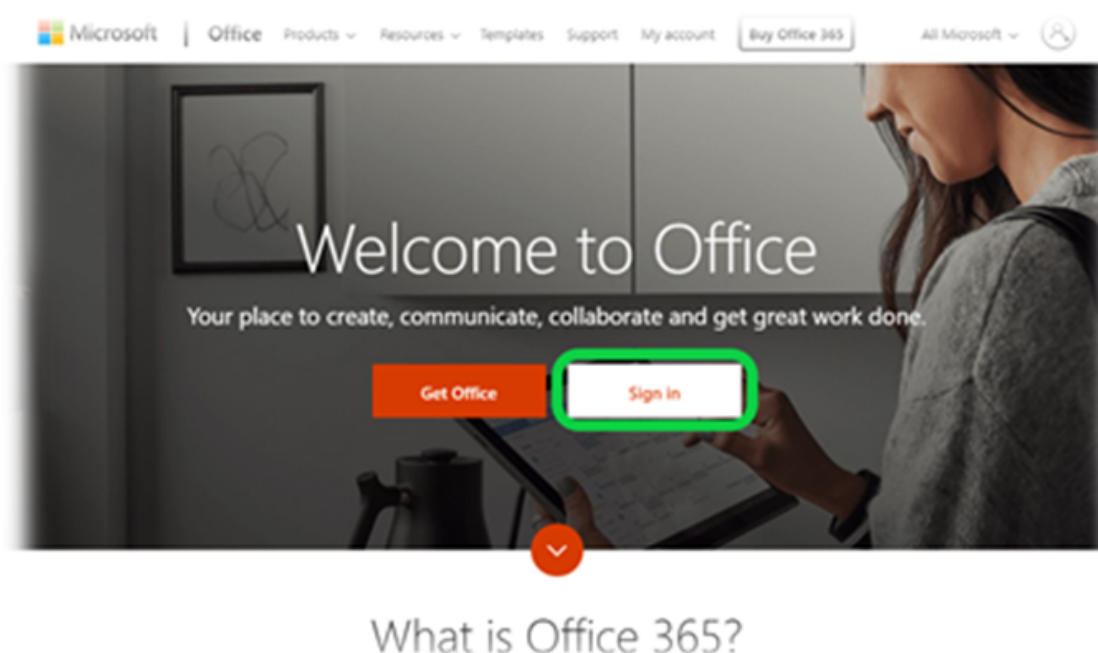 Microsoft | Office Products Resources Templates Support My account Buy Office 365 All Microsoft
Welcome to Office
Your place to create, communicate, collaborate and get great work done.
Get Office Sign in
What is Office 365?